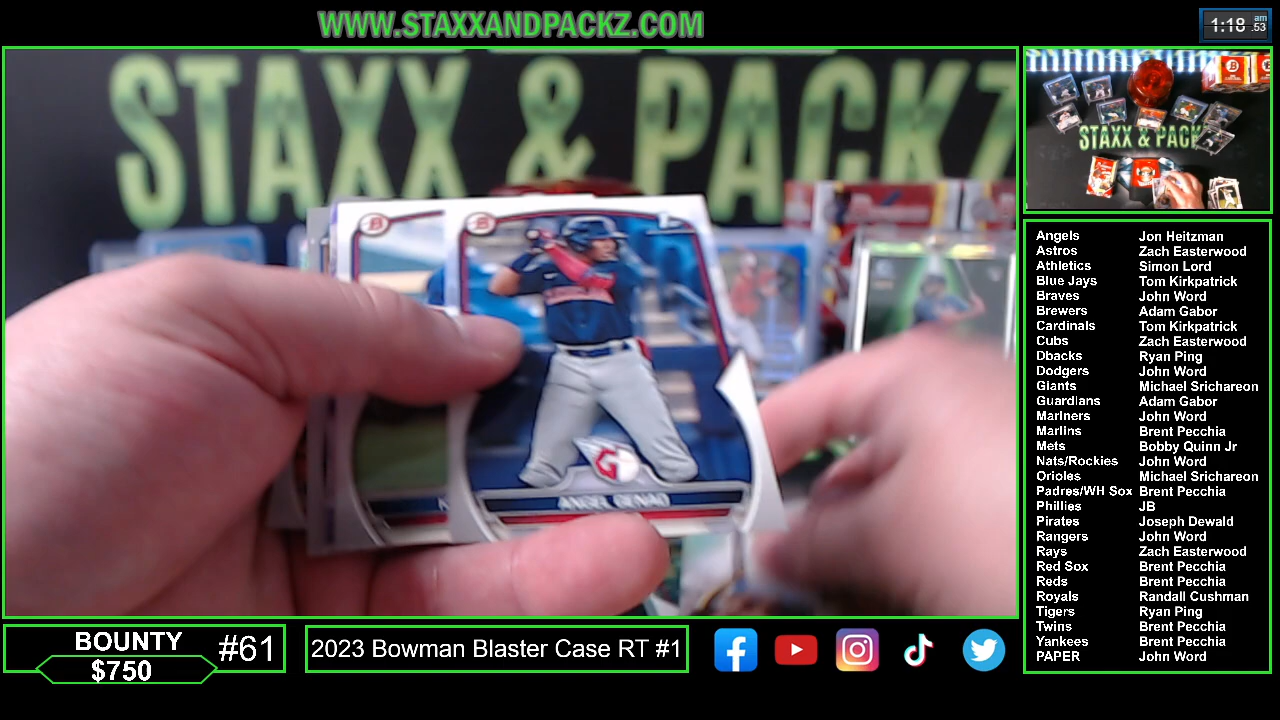 WWW.STAXXANDPACKZ.COM
1:18 am .53
STAXX & PACKZ
STAXX & PACK
B
B
1
G
ANGEL GENAO
Angels Jon Heitzman
Astros Zach Easterwood
Athletics Simon Lord
Blue Jays Tom Kirkpatrick
Braves John Word
Brewers Adam Gabor
Cardinals Tom Kirkpatrick
Cubs Zach Easterwood
Dbacks Ryan Ping
Dodgers John Word
Giants Michael Srichareon
Guardians Adam Gabor
Mariners John Word
Marlins Brent Pecchia
Mets Bobby Quinn Jr
Nats/Rockies John Word
Orioles Michael Srichareon
Padres/WH Sox Brent Pecchia
Phillies JB
Pirates Joseph Dewald
Rangers John Word
Rays Zach Easterwood
Red Sox Brent Pecchia
Reds Brent Pecchia
Royals Randall Cushman
Tigers Ryan Ping
Twins Brent Pecchia
Yankees Brent Pecchia
PAPER John Word
BOUNTY
$750
#61
2023 Bowman Blaster Case RT #1